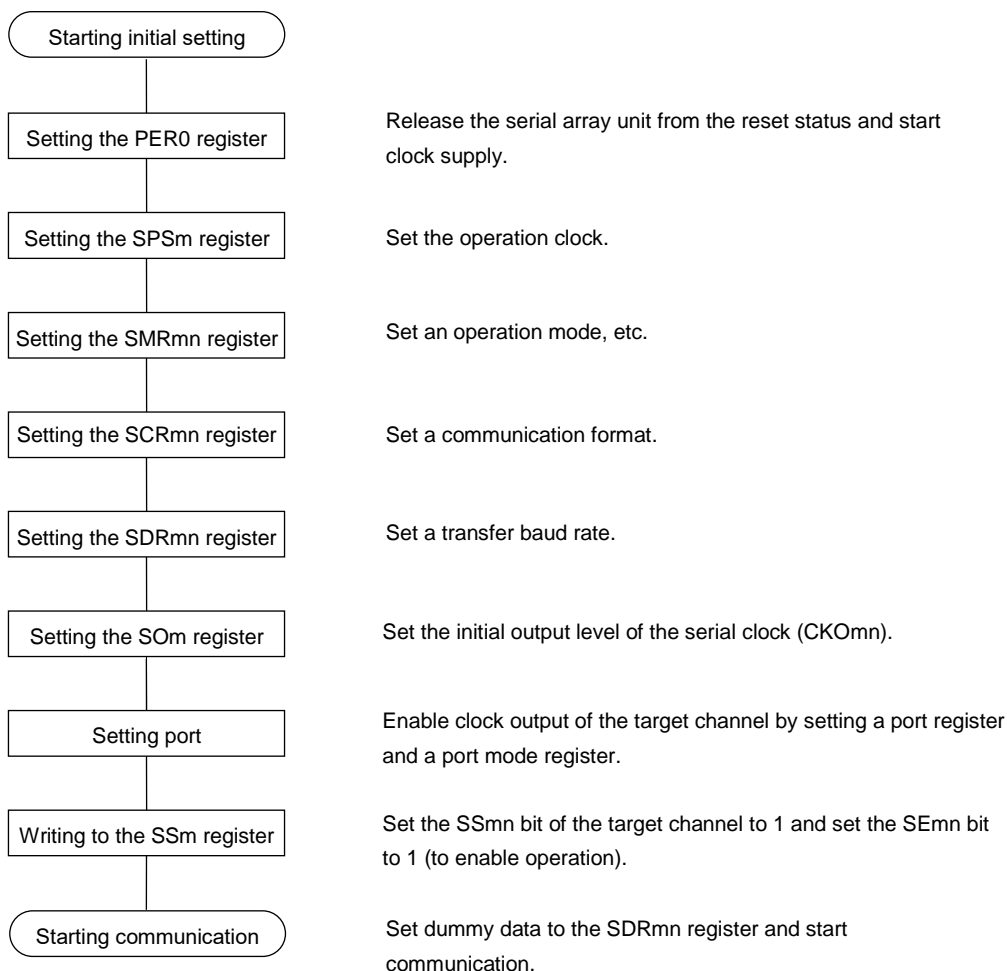 Starting initial setting
Setting the PER0 register
Release the serial array unit from the reset status and start
clock supply.
Setting the SPSm register
Set the operation clock.
Setting the SMRmn register
Set an operation mode, etc.
Setting the SCRmn register
Set a communication format.
Setting the SDRmn register
Set a transfer baud rate.
Setting the SOm register
Set the initial output level of the serial clock (CKOmn).
Setting port
Enable clock output of the target channel by setting a port register
and a port mode register.
Writing to the SSm register
Set the SSmn bit of the target channel to 1 and set the SEmn bit
to 1 (to enable operation).
Starting communication
Set dummy data to the SDRmn register and start
communication.